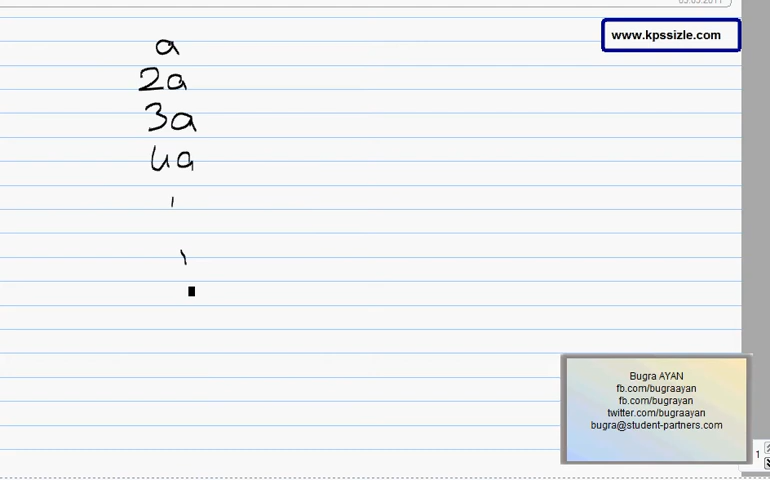 www.kpssizle.com
a
2a
3a
4a
Bugra AYAN
fb.com/bugraayan
fb.com/bugrayan
twitter.com/bugraayan
bugra@student-partners.com
1